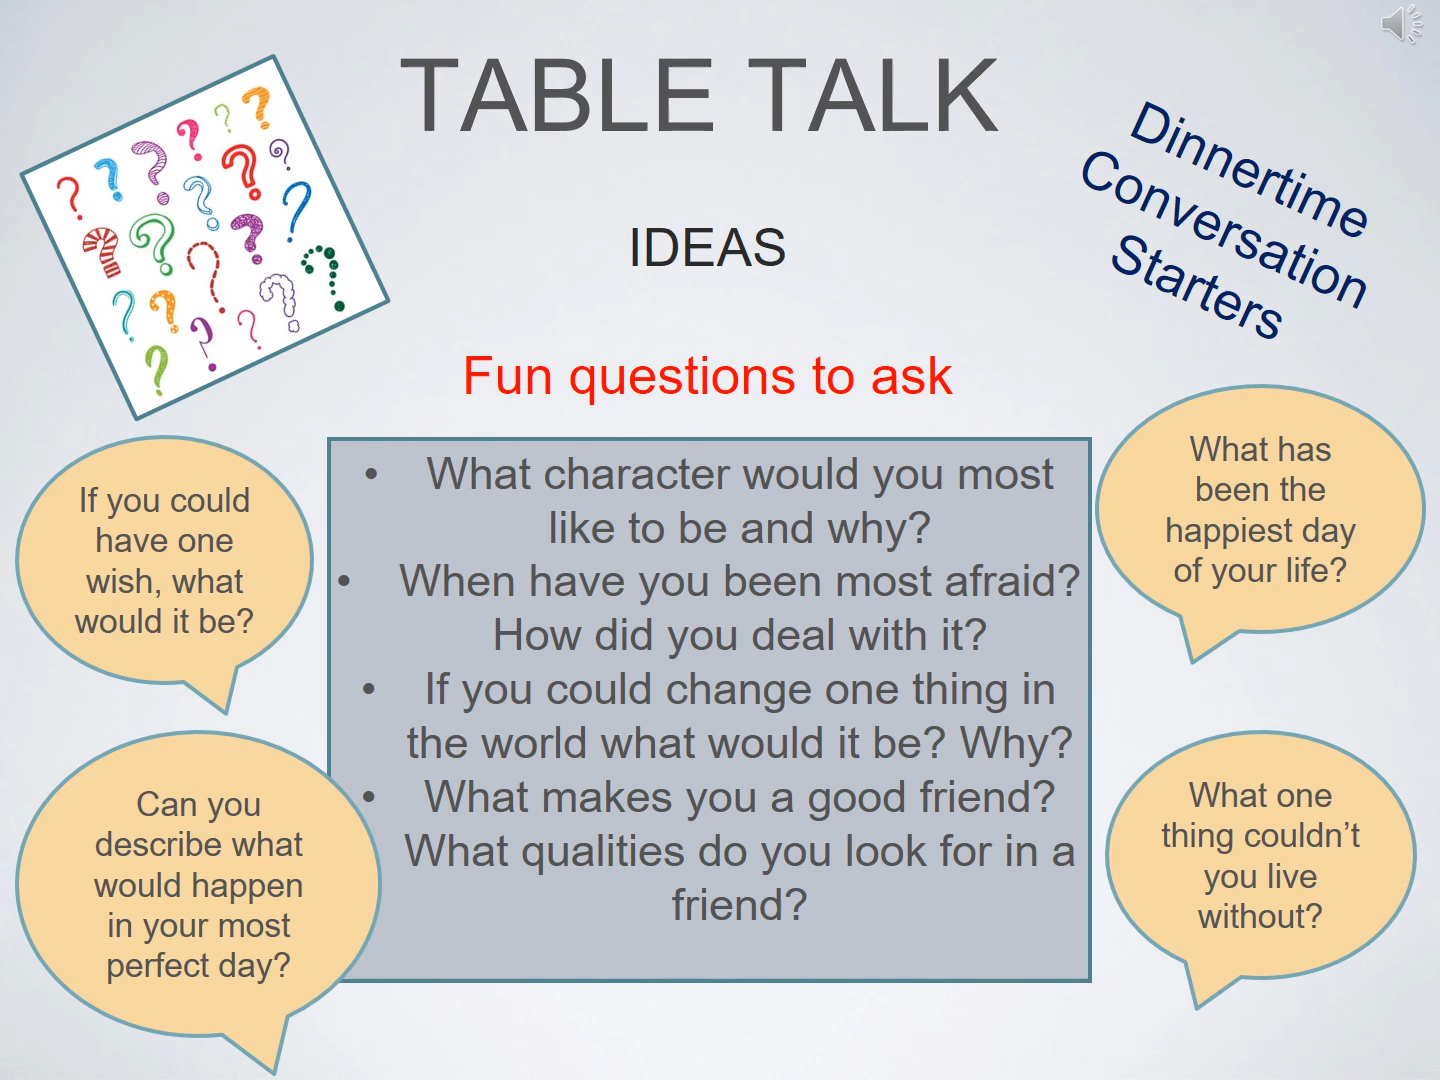 TABLE TALK
Dinnertime
Conversation
Starters
IDEAS
Fun questions to ask
If you could
have one
wish, what
would it be?
• What character would you most
like to be and why?
• When have you been most afraid?
How did you deal with it?
• If you could change one thing in
the world what would it be? Why?
• What makes you a good friend?
What qualities do you look for in a
friend?
What has
been the
happiest day
of your life?
Can you
describe what
would happen
in your most
perfect day?
What one
thing couldn’t
you live
without?